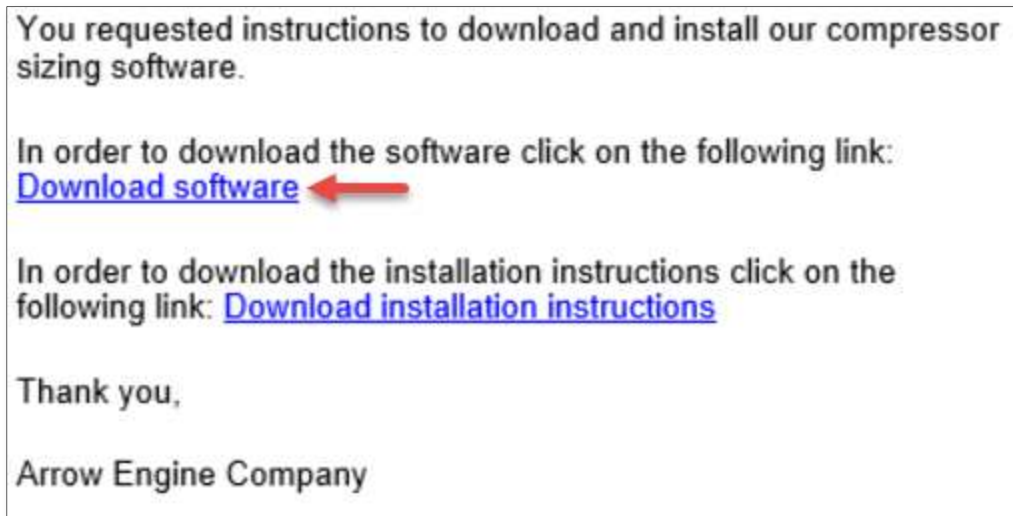 You requested instructions to download and install our compressor
sizing software.
In order to download the software click on the following link:
Download software
In order to download the installation instructions click on the
following link: Download installation instructions
Thank you,
Arrow Engine Company